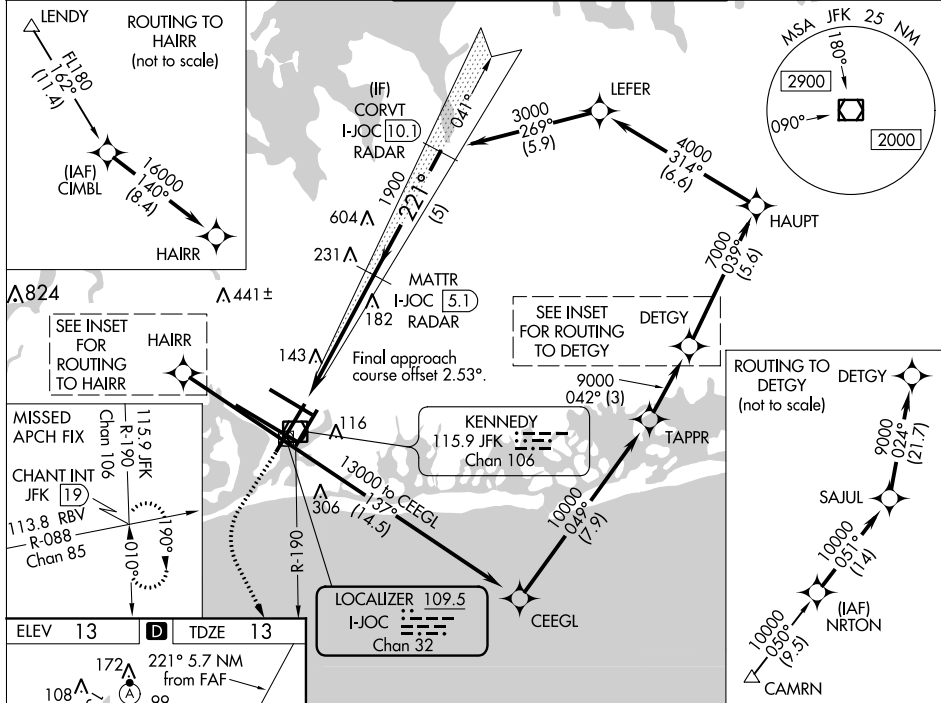 LENDY
FL180
162°
(11.4)
ROUTING TO
HAIRR
(not to scale)
(IAF)
CIMBL
16000
140°
(8.4)
HAIRR
(IF)
CORVT
I-JOC 10.1
RADAR
041°
1900
221°
(5)
3000
269°
(5.9)
LEFER
4000
314°
(6.6)
HAUPT
MSA JFK 25 NM
180°
2900
090°
2000
604
231
MATTR
I-JOC 5.1
RADAR
182
7000
039°
(5.6)
824
441±
SEE INSET
FOR
ROUTING
TO HAIRR
HAIRR
143
Final approach
course offset 2.53°.
SEE INSET
FOR ROUTING
TO DETGY
DETGY
9000
042° (3)
TAPPR
116
KENNEDY
115.9 JFK
Chan 106
13000 to CEEGL
137°
(14.5)
306
10000
049°
(7.9)
R-190
CEEGL
LOCALIZER 109.5
I-JOC
Chan 32
MISSED
APCH FIX
115.9 JFK
Chan 106
R-190
CHANT INT
JFK 19
113.8 RBV
R-088
Chan 85
190°
010°
ROUTING TO
DETGY
(not to scale)
DETGY
9000
024°
(21.7)
SAJUL
10000
051°
(14)
(IAF)
NRTON
10000
050°
(9.5)
CAMRN
ELEV 13
D
TDZE 13
172
A
108
221° 5.7 NM
from FAF